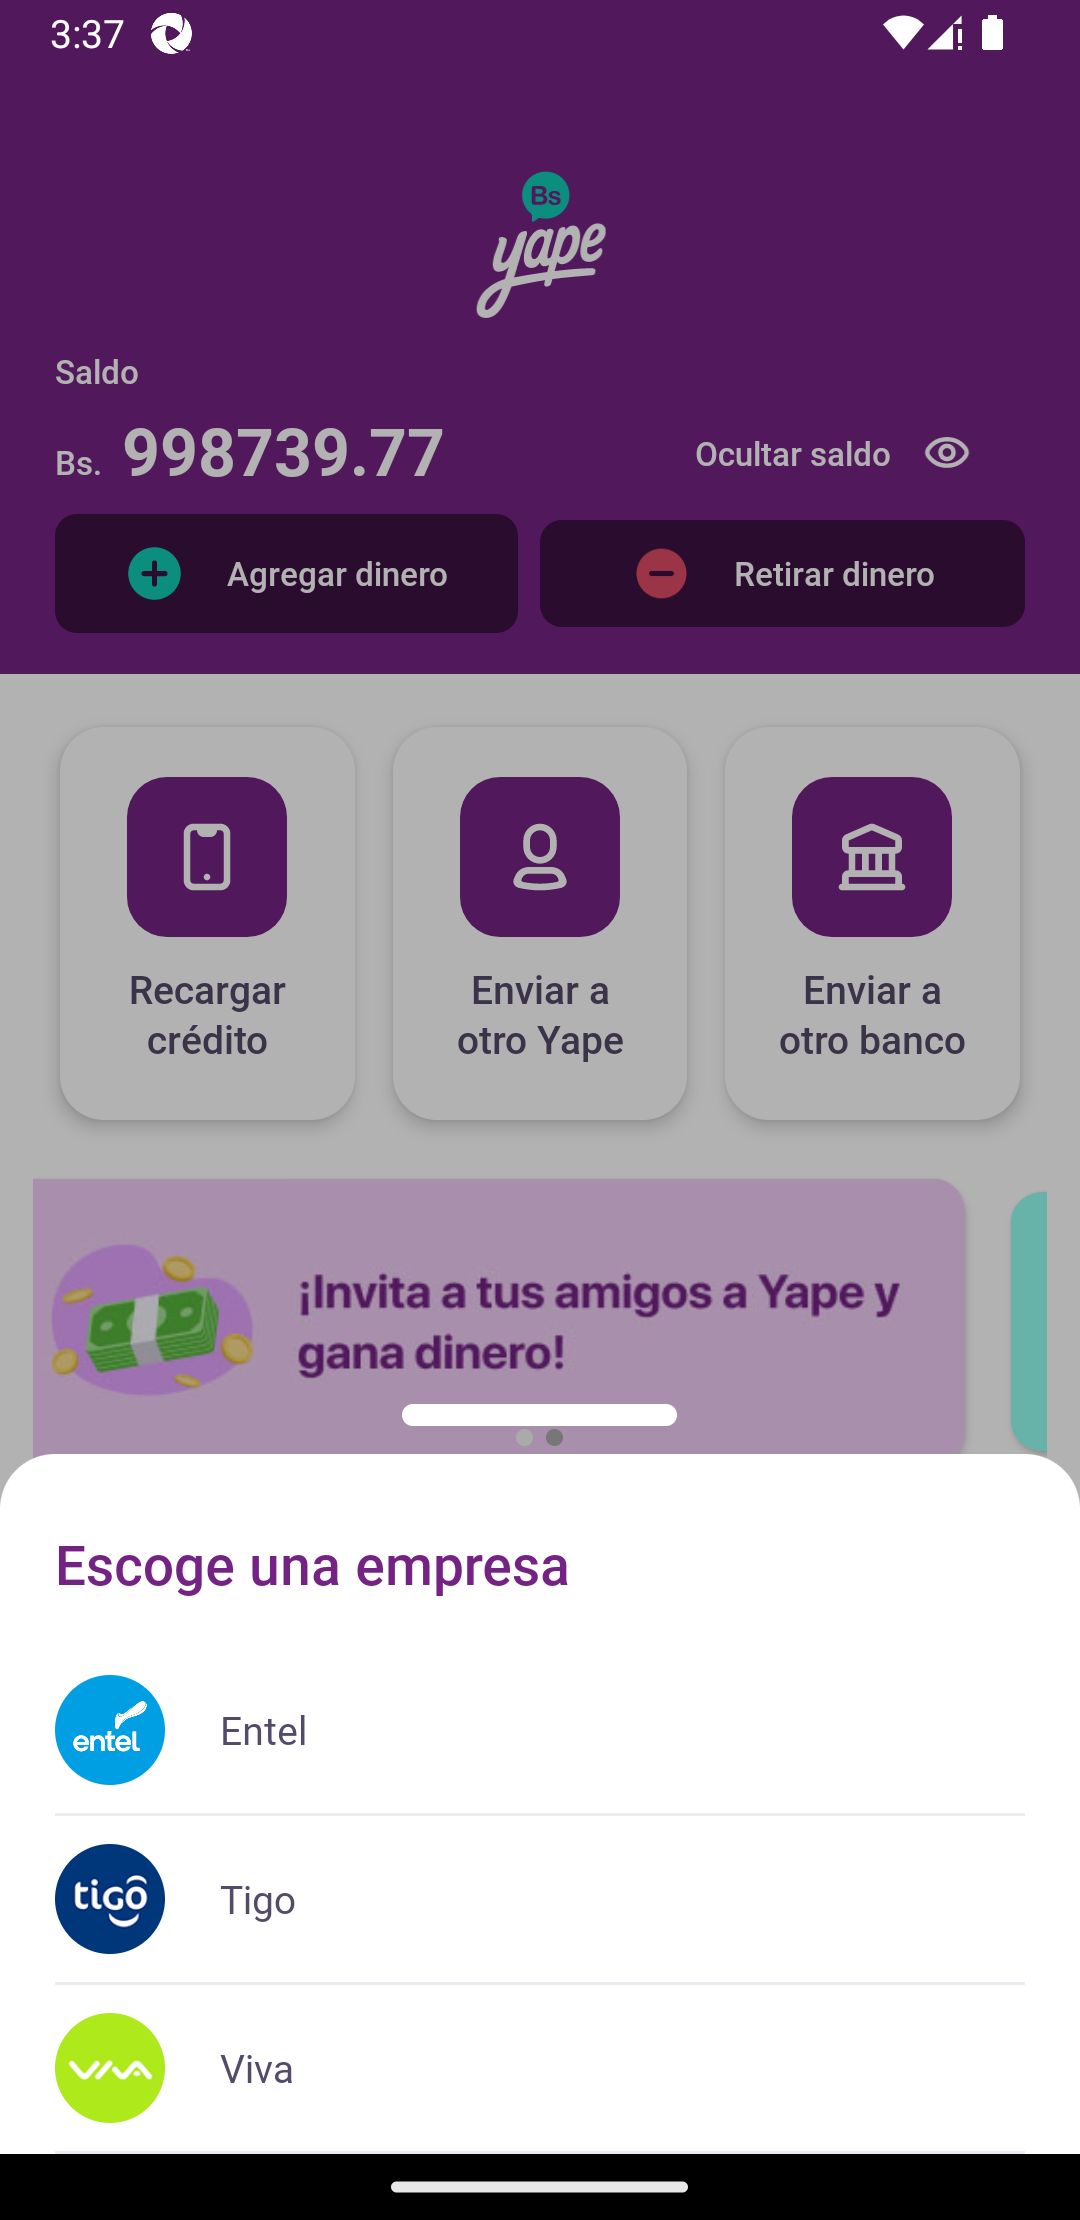 3:37
Bs
yape
Saldo
Bs. 998739.77
Ocultar saldo
Agregar dinero
Retirar dinero
Recargar
crédito
Enviar a
otro Yape
Enviar a
otro banco
¡Invita a tus amigos a Yape y
gana dinero!
Escoge una empresa
entel
Entel
tigo
Tigo
VIVA
Viva